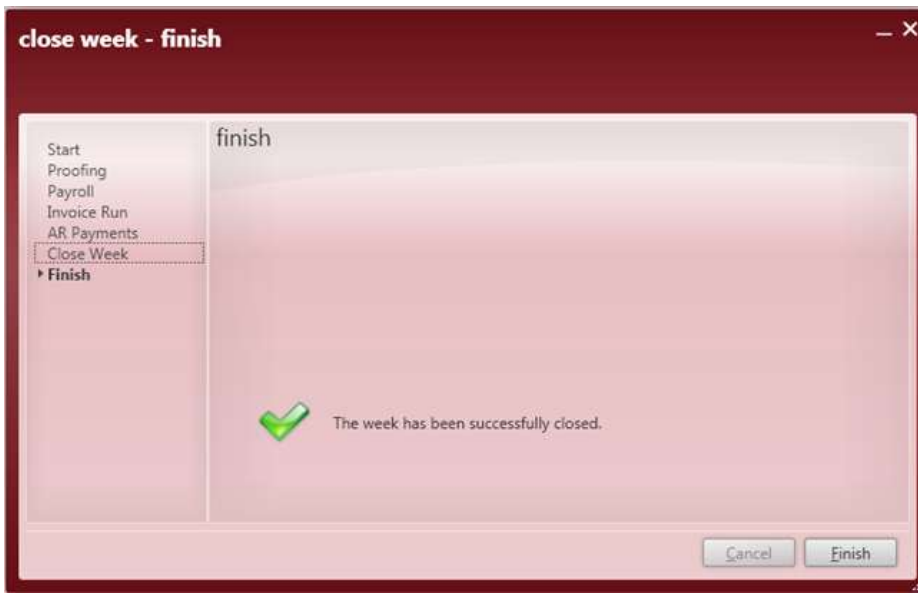 close week - finish
Start
Proofing
Payroll
Invoice Run
AR Payments
Close Week
Finish
finish
The week has been successfully closed.
Cancel
Finish